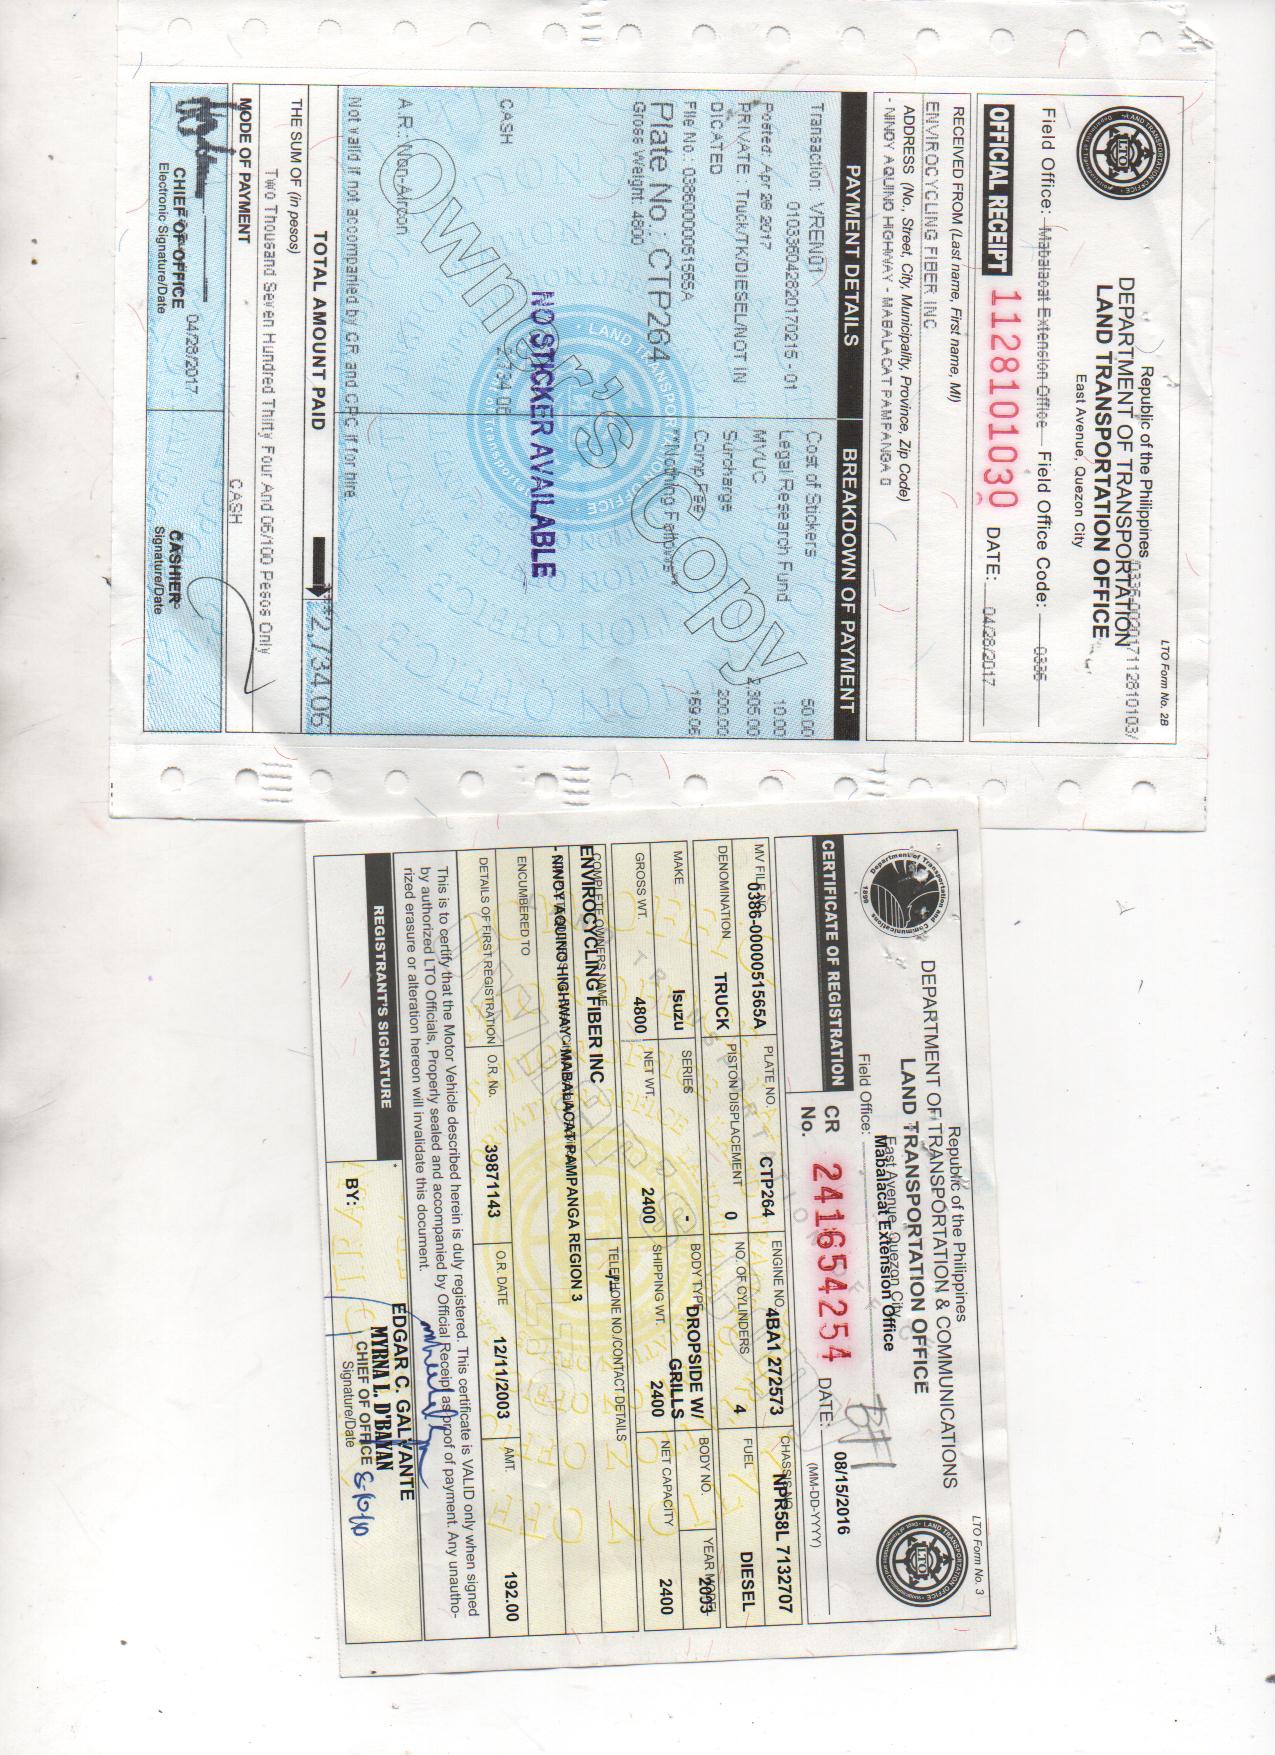 LTO Form No. 2B
Republic of the Philippines
0336-002017112810103/
DEPARTMENT OF TRANSPORTATION
LAND TRANSPORTATION OFFICE
East Avenue, Quezon City
Field Office: Mabalacat Extension Office Field Office Code: 0336
OFFICIAL RECEIPT 1128101030 DATE: 04/28/2017
RECEIVED FROM (Last name, First name, MI)
ENVIROCYCLING FIBER INC
ADDRESS (No., Street, City, Municipality, Province, Zip Code)
- NINOY AQUINO HIGHWAY - MABALACAT PAMPANGA 0
PAYMENT DETAILS
Transaction: VREN01
010336042820170215 - 01
Posted: Apr 28 2017
PRIVATE : Truck/TK/DIESEL/NOT IN
DICATED
File No.: 03860000051565A
Plate No.: CTP264
Gross Weight: 4800
BREAKDOWN OF PAYMENT
Cost of Stickers 50.00
Legal Research Fund 10.00
MVUC 2,305.00
Surcharge 200.00
Comp Fee 169.06
**Nothing Follows**
Owner's Copy
NO STICKER AVAILABLE
CASH 2,734.06
A.R.: Non-Aircon
Not valid if not accompanied by CR and CPC if for hire.
TOTAL AMOUNT PAID **2,734.06
THE SUM OF (in pesos)
Two Thousand Seven Hundred Thirty Four And 06/100 Pesos Only
MODE OF PAYMENT CASH
04/28/2017
CHIEF OF OFFICE
Electronic Signature/Date
CASHIER
Signature/Date
LTO Form No. 3
Republic of the Philippines
DEPARTMENT OF TRANSPORTATION & COMMUNICATIONS
LAND TRANSPORTATION OFFICE
East Avenue, Quezon City
Field Office: Mabalacat Extension Office
CERTIFICATE OF REGISTRATION CR No. 241654254 DATE: 08/15/2016
(MM-DD-YYYY)
MV FILE NO. 0386-0000051565A PLATE NO. CTP264 ENGINE NO. 4BA1 272573 CHASSIS NO. NPR58L 7132707
DENOMINATION TRUCK PISTON DISPLACEMENT 0 NO. OF CYLINDERS 4 FUEL DIESEL
MAKE Isuzu SERIES - BODY TYPE DROPSIDE W/ GRILLS BODY NO. YEAR MODEL
GROSS WT. 4800 NET WT. 2400 SHIPPING WT. 2400 NET CAPACITY 2400
COMPLETE OWNERS NAME
ENVIROCYCLING FIBER INC
TELEPHONE NO./CONTACT DETAILS
-/--
- NINOY AQUINO HIGHWAY - MABALACAT PAMPANGA REGION 3
ENCUMBERED TO
DETAILS OF FIRST REGISTRATION O.R. No. 39871143 O.R. DATE 12/11/2003 AMT. 192.00
This is to certify that the Motor Vehicle described herein is duly registered. This certificate is VALID only when signed
by authorized LTO Officials, Properly sealed and accompanied by Official Receipt as proof of payment. Any unautho-
rized erasure or alteration hereon will invalidate this document.
REGISTRANT'S SIGNATURE
BY:
EDGAR C. GALVANTE
MYRNA L. D'BAYAN
CHIEF OF OFFICE
Signature/Date
Owner's Copy